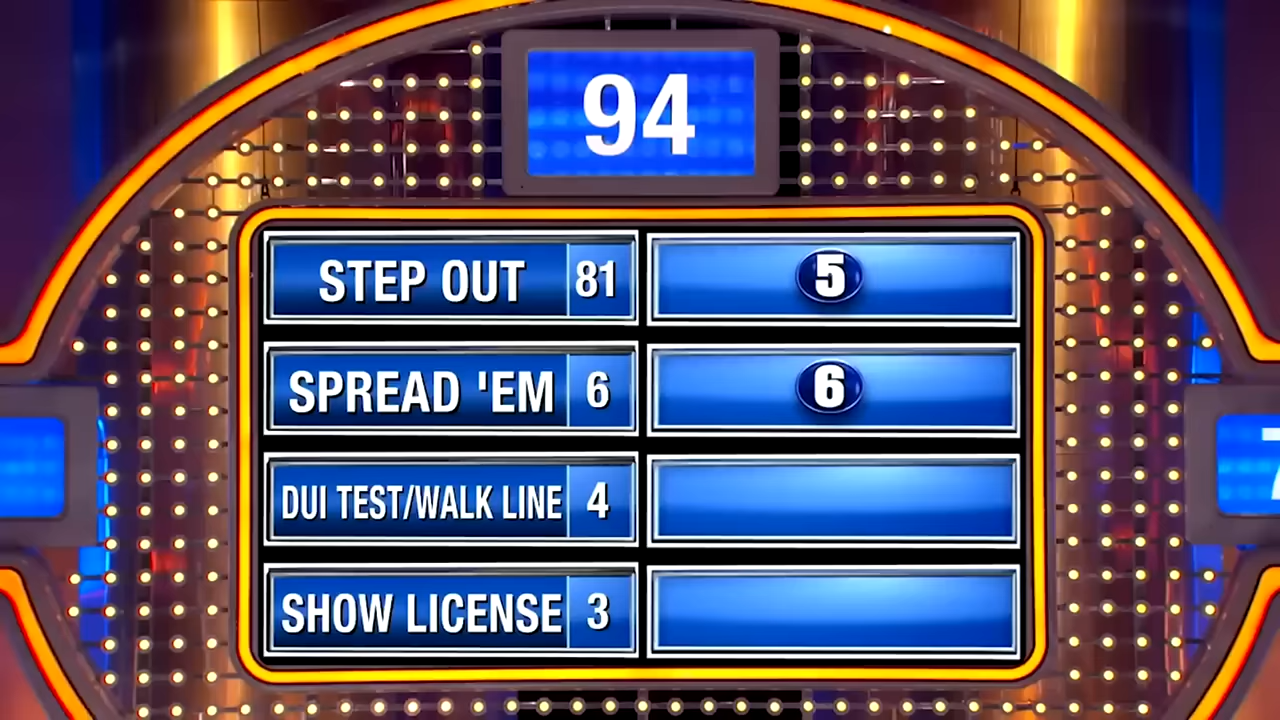 94
STEP OUT 81
5
SPREAD 'EM 6
6
DUI TEST/WALK LINE 4
SHOW LICENSE 3